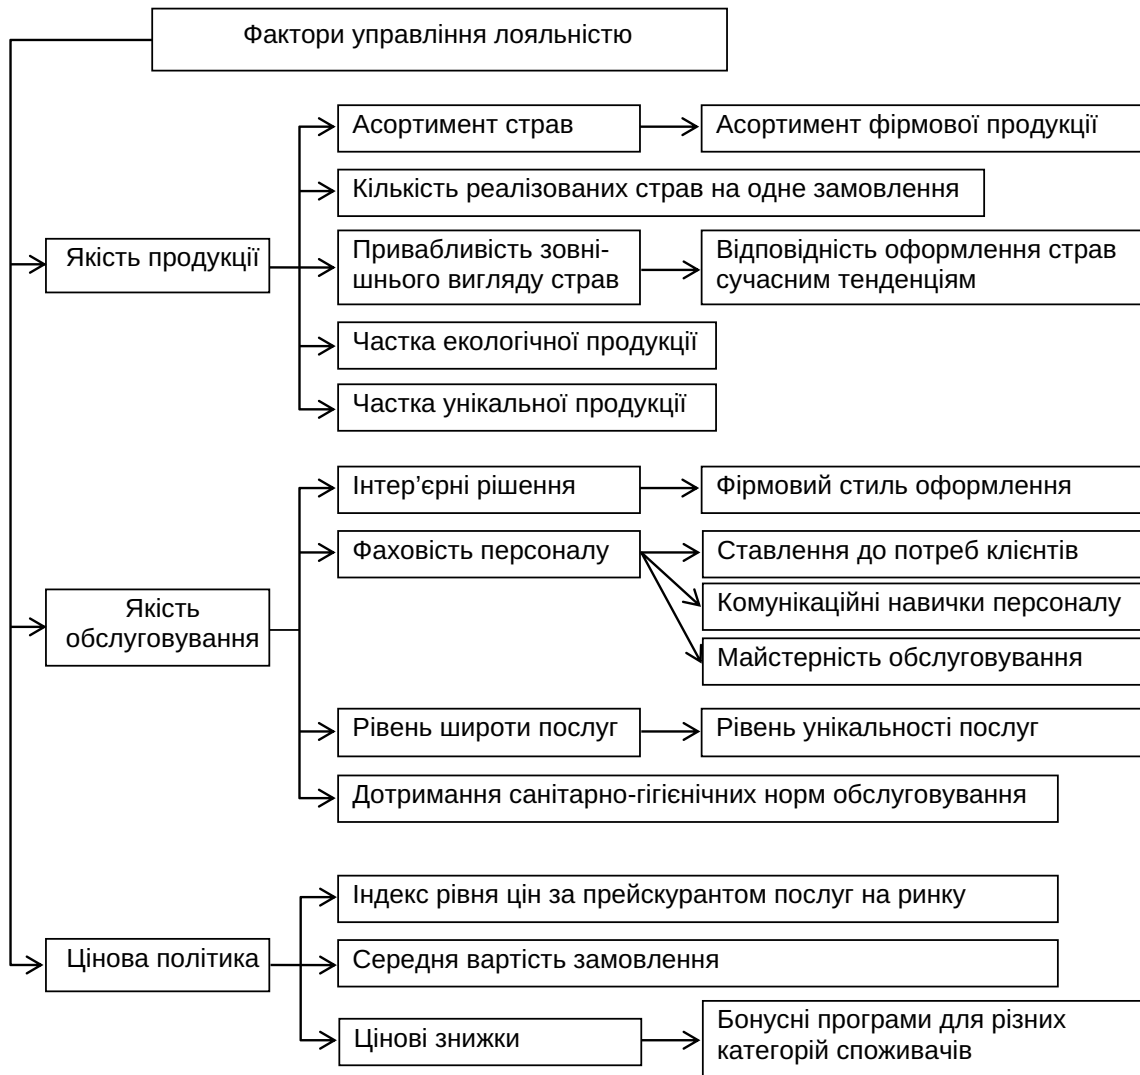 Фактори управління лояльністю
Асортимент страв
Асортимент фірмової продукції
Кількість реалізованих страв на одне замовлення
Якість продукції
Привабливість зовні-
шнього вигляду страв
Відповідність оформлення страв
сучасним тенденціям
Частка екологічної продукції
Частка унікальної продукції
Інтер’єрні рішення
Фірмовий стиль оформлення
Фаховість персоналу
Ставлення до потреб клієнтів
Комунікаційні навички персоналу
Майстерність обслуговування
Якість
обслуговування
Рівень широти послуг
Рівень унікальності послуг
Дотримання санітарно-гігієнічних норм обслуговування
Індекс рівня цін за прейскурантом послуг на ринку
Цінова політика
Середня вартість замовлення
Цінові знижки
Бонусні програми для різних
категорій споживачів